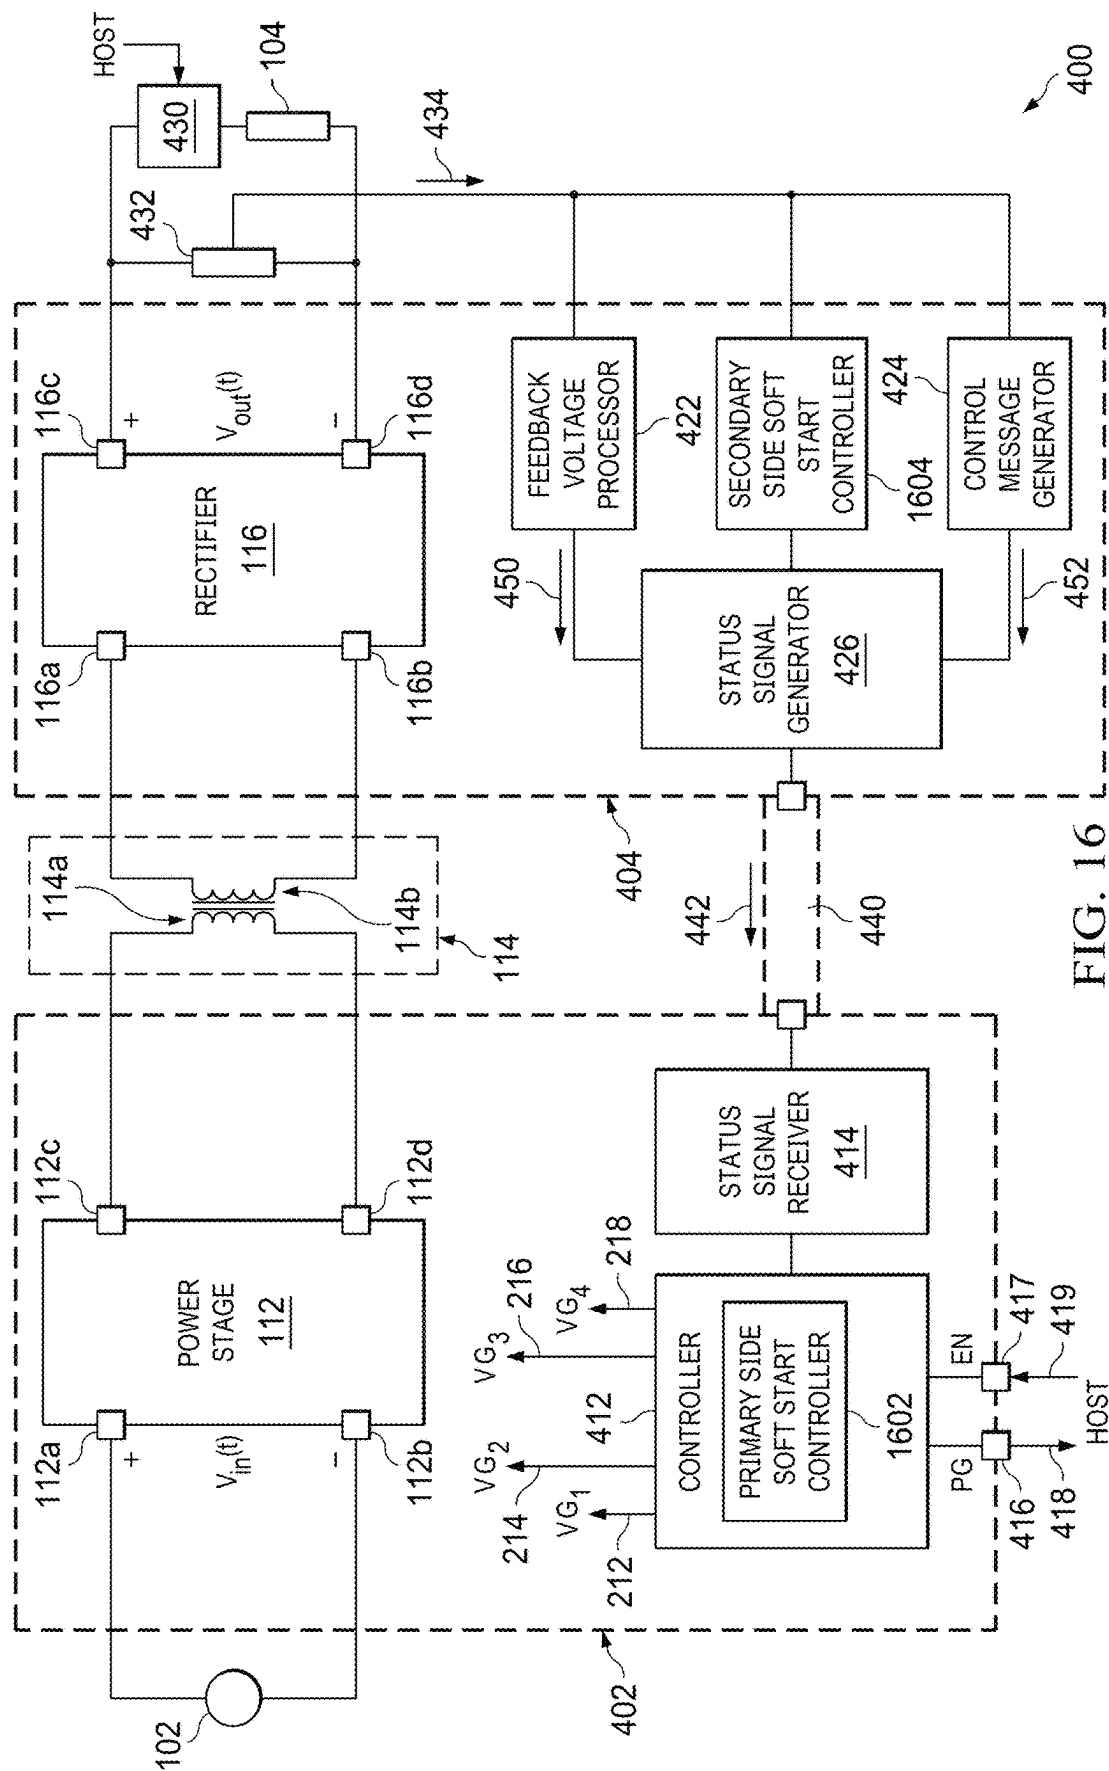 HOST
104
430
400
434
432
116c
+
Vout(t)
−
116d
RECTIFIER
116
116a
116b
FEEDBACK
VOLTAGE
PROCESSOR
422
SECONDARY
SIDE SOFT
START
CONTROLLER
1604
424
CONTROL
MESSAGE
GENERATOR
450
452
STATUS
SIGNAL
GENERATOR
426
404
114a
114b
114
442
440
112c
112d
POWER
STAGE
112
112a
+
Vin(t)
−
112b
102
402
STATUS
SIGNAL
RECEIVER
414
VG1
VG2
VG3
VG4
212
214
216
218
412
CONTROLLER
PRIMARY SIDE
SOFT START
CONTROLLER
1602
PG
EN
416
417
418
419
HOST
FIG. 16